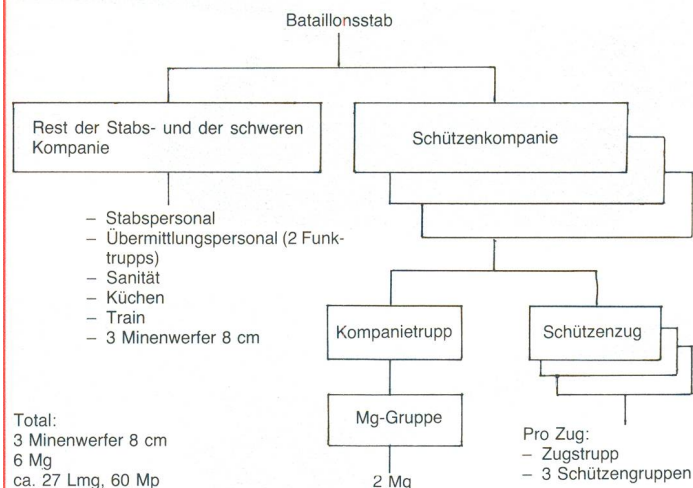 Bataillonsstab
Rest der Stabs- und der schweren
Kompanie
Schützenkompanie
– Stabspersonal
– Übermittlungspersonal (2 Funk-
trupps)
– Sanität
– Küchen
– Train
– 3 Minenwerfer 8 cm
Kompanietrupp
Schützenzug
Mg-Gruppe
2 Mg
Pro Zug:
– Zugstrupp
– 3 Schützengruppen
Total:
3 Minenwerfer 8 cm
6 Mg
ca. 27 Lmg, 60 Mp